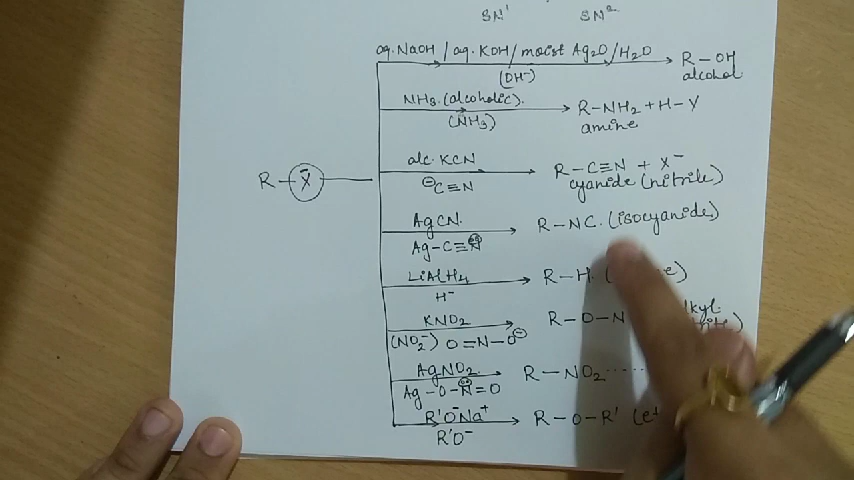 SN¹ SN²
aq. NaOH / aq. KOH / moist Ag2O / H2O
(OH⁻)
R-OH
alcohol
NH3. (alcoholic).
(NH3)
R-NH2 + H-Y
amine
R-X̄
alc. KCN
⊖C≡N
R-C≡N + X⁻
cyanide (nitrile)
AgCN.
Ag-C≡N
R-NC. (isocyanide)
LiAlH4
H⁻
R-H.
KNO2
(NO2⁻) O=N-O⊖
R-O-N
AgNO2.
Ag-O-N=O
R-NO2......
R'O⁻Na⁺
R'O⁻
R-O-R'